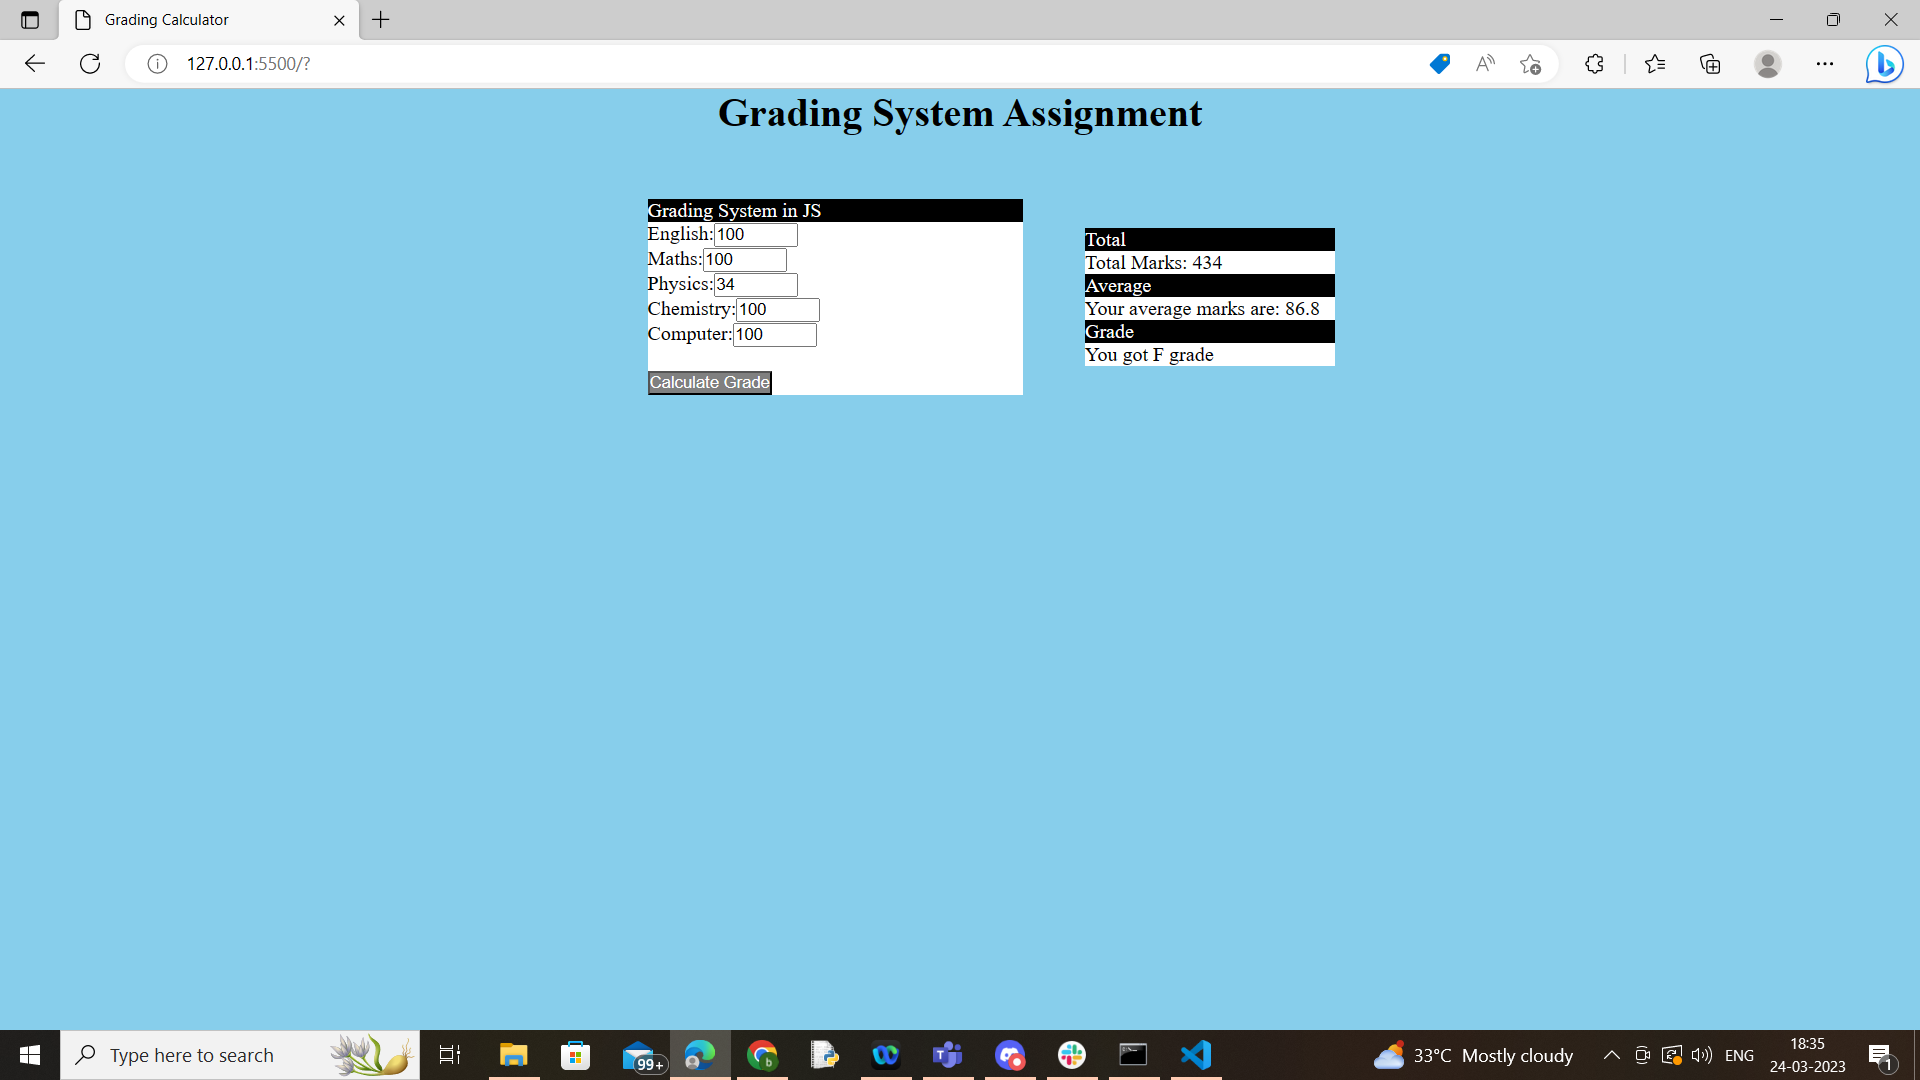 Grading Calculator
127.0.0.1:5500/?
Grading System Assignment
Grading System in JS
English:100
Maths:100
Physics:34
Chemistry:100
Computer:100
Calculate Grade
Total
Total Marks: 434
Average
Your average marks are: 86.8
Grade
You got F grade
Type here to search
99+
33°C Mostly cloudy
ENG
18:35
24-03-2023
1